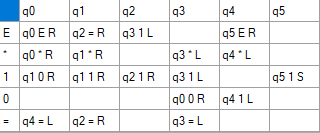 q0 q1 q2 q3 q4 q5
E q0 E R q2 = R q3 1 L q5 E R
* q0 * R q1 * R q3 * L q4 * L
1 q1 0 R q1 1 R q2 1 R q3 1 L q5 1 S
0 q0 0 R q4 1 L
= q4 = L q2 = R q3 = L